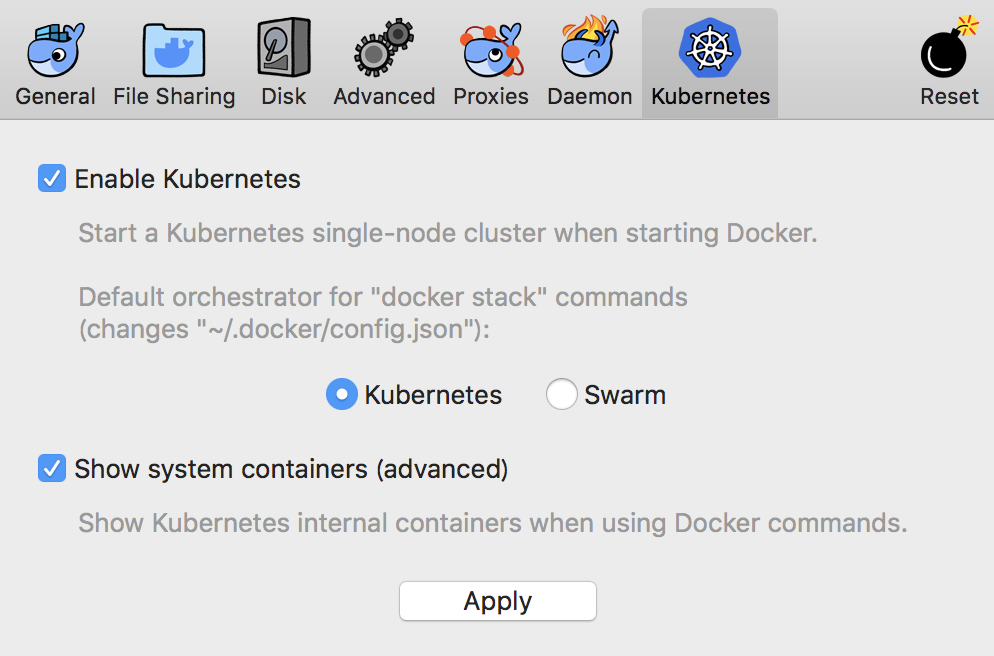 General File Sharing Disk Advanced Proxies Daemon Kubernetes Reset
Enable Kubernetes
Start a Kubernetes single-node cluster when starting Docker.
Default orchestrator for "docker stack" commands
(changes "~/.docker/config.json"):
Kubernetes Swarm
Show system containers (advanced)
Show Kubernetes internal containers when using Docker commands.
Apply